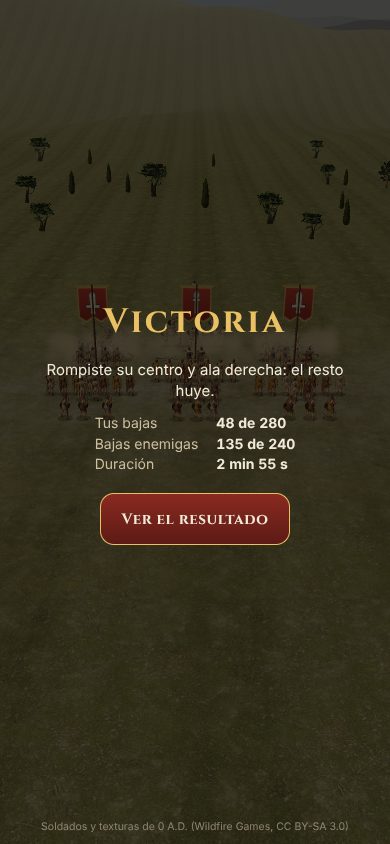 Victoria
Rompiste su centro y ala derecha: el resto
huye.
Tus bajas 48 de 280
Bajas enemigas 135 de 240
Duración 2 min 55 s
Ver el resultado
Soldados y texturas de 0 A.D. (Wildfire Games, CC BY-SA 3.0)